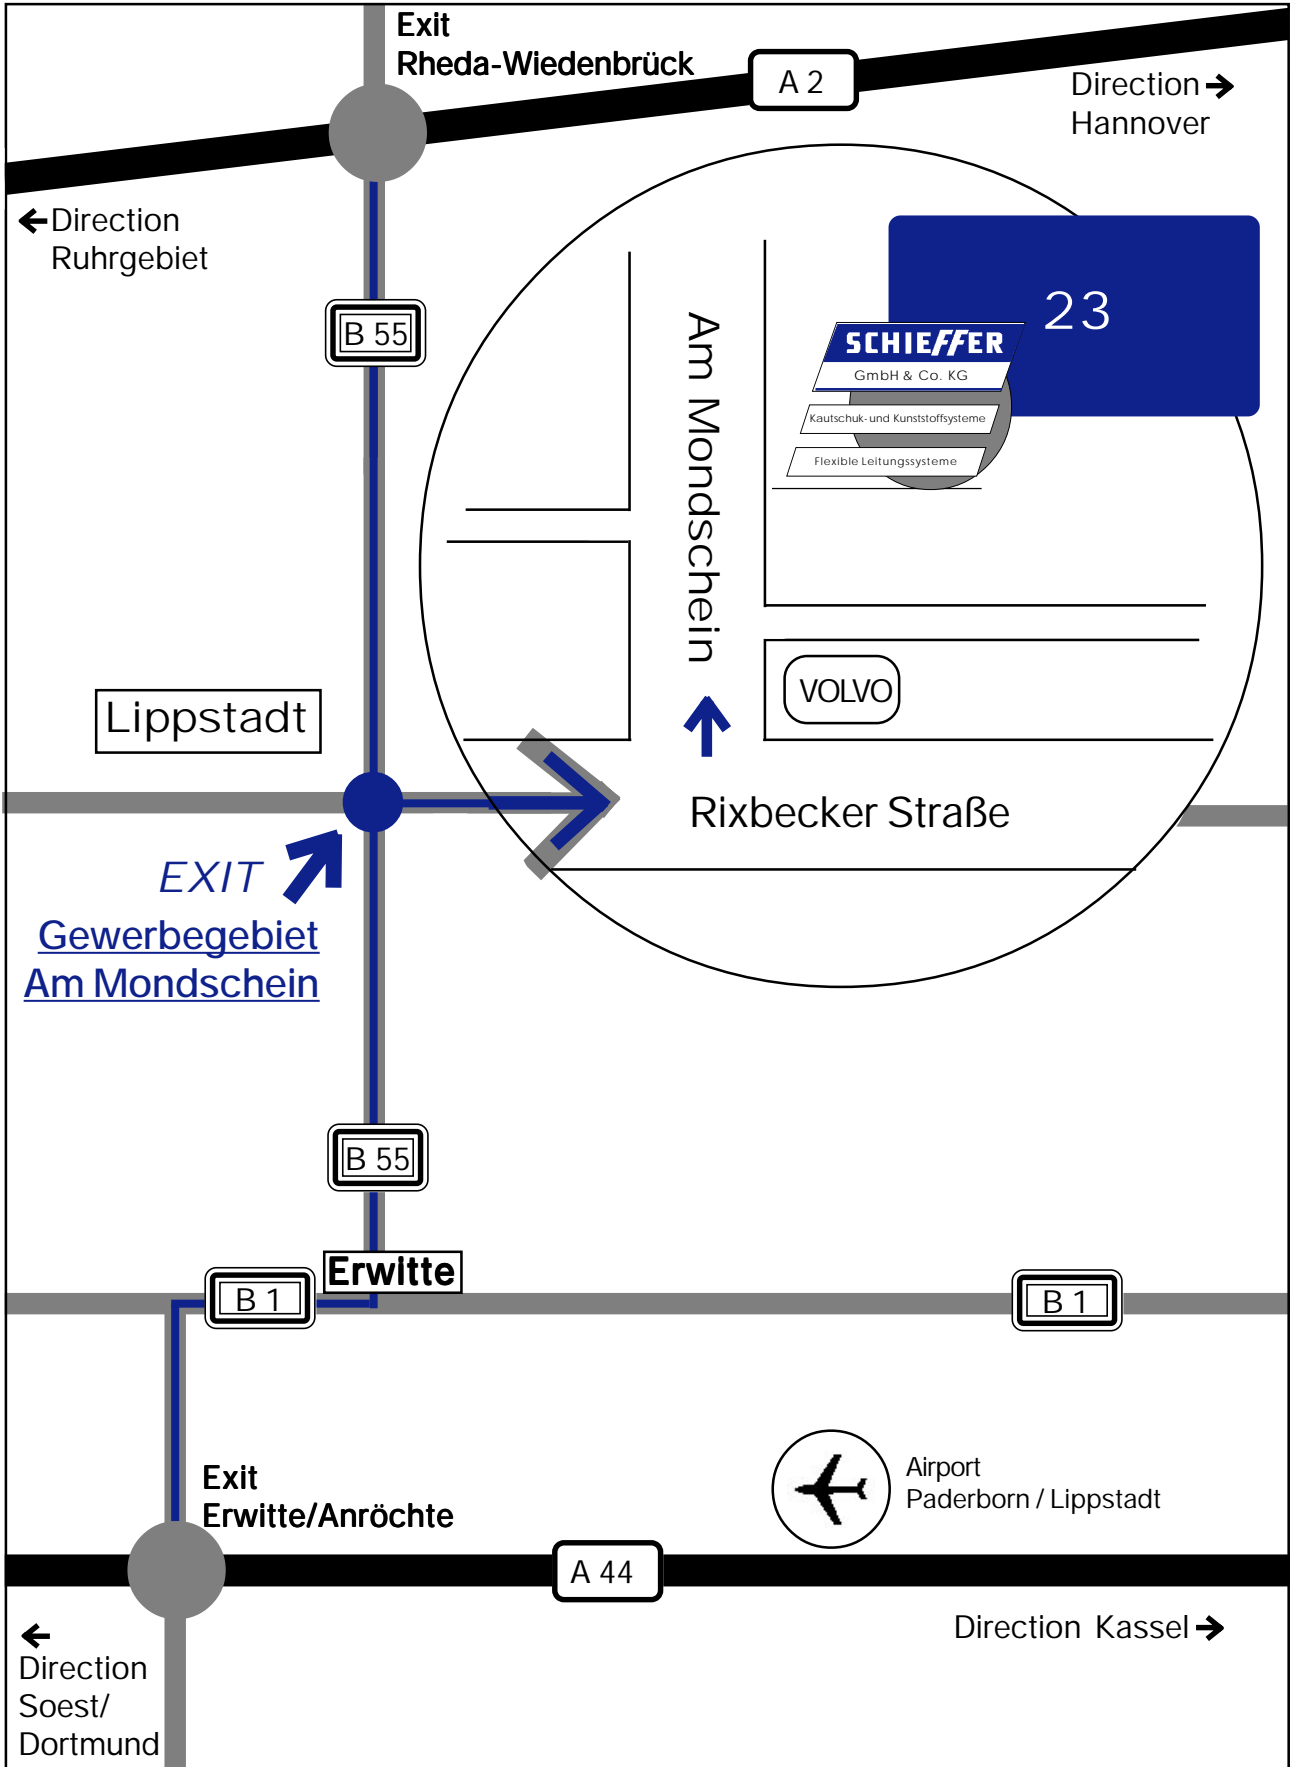 Exit
Rheda-Wiedenbrück
A 2
Direction
Hannover
Direction
Ruhrgebiet
B 55
23
SCHIEFFER
GmbH & Co. KG
Kautschuk- und Kunststoffsysteme
Flexible Leitungssysteme
Am Mondschein
VOLVO
Lippstadt
Rixbecker Straße
EXIT
Gewerbegebiet
Am Mondschein
B 55
Erwitte
B 1
B 1
Exit
Erwitte/Anröchte
Airport
Paderborn / Lippstadt
A 44
Direction Kassel
Direction
Soest/
Dortmund